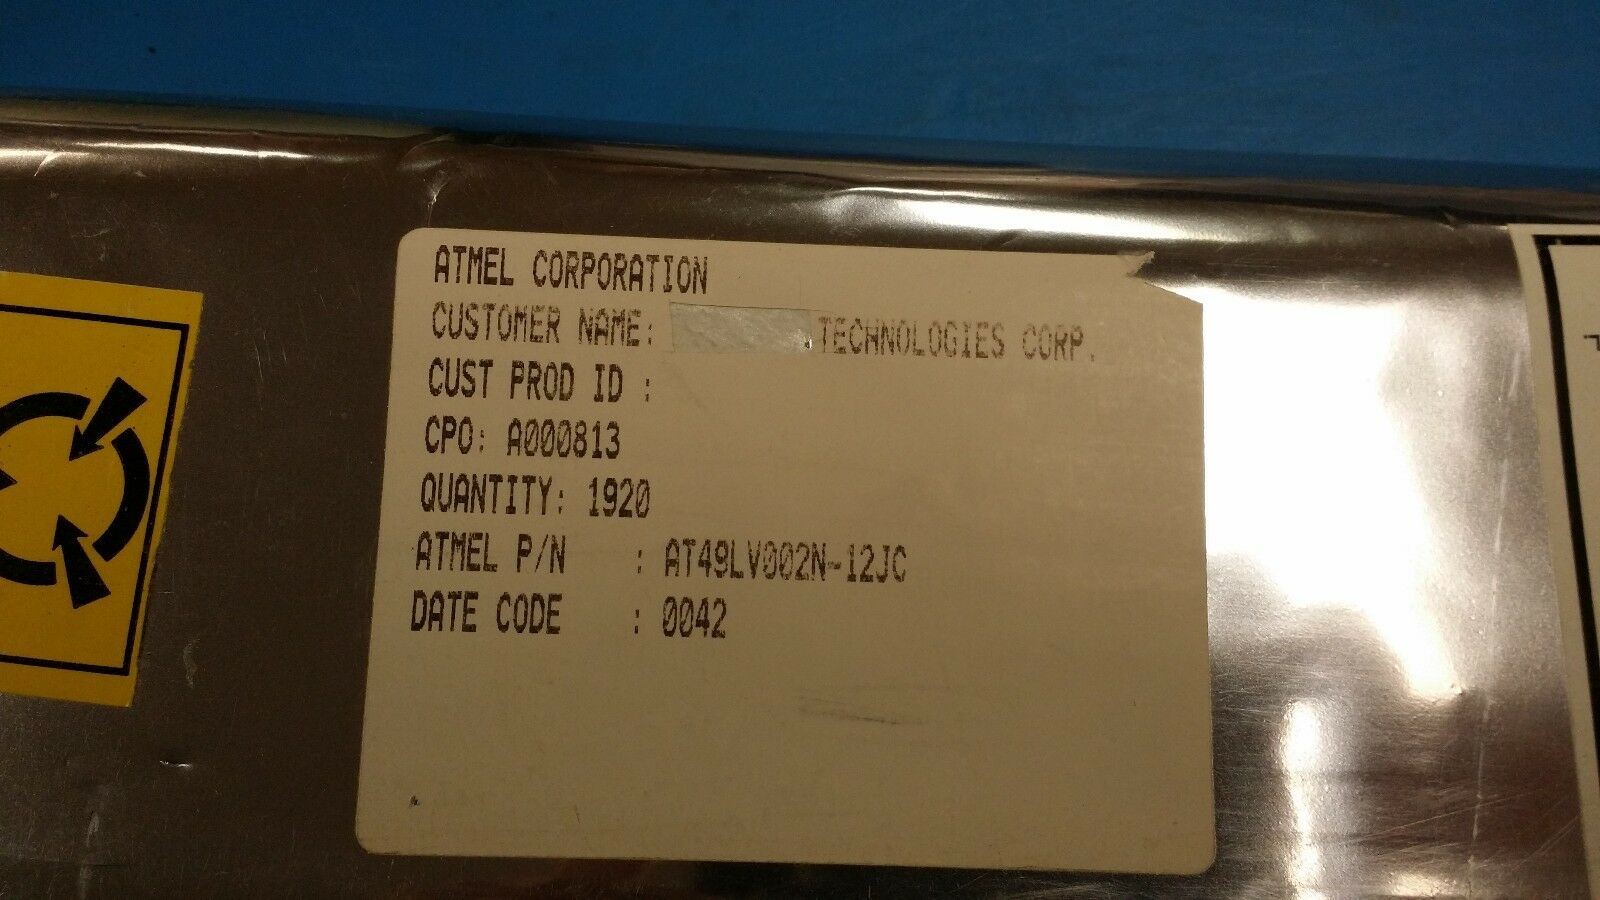 ATMEL CORPORATION
CUSTOMER NAME: TECHNOLOGIES CORP.
CUST PROD ID :
CPO: A000813
QUANTITY: 1920
ATMEL P/N : AT49LV002N-12JC
DATE CODE : 0042